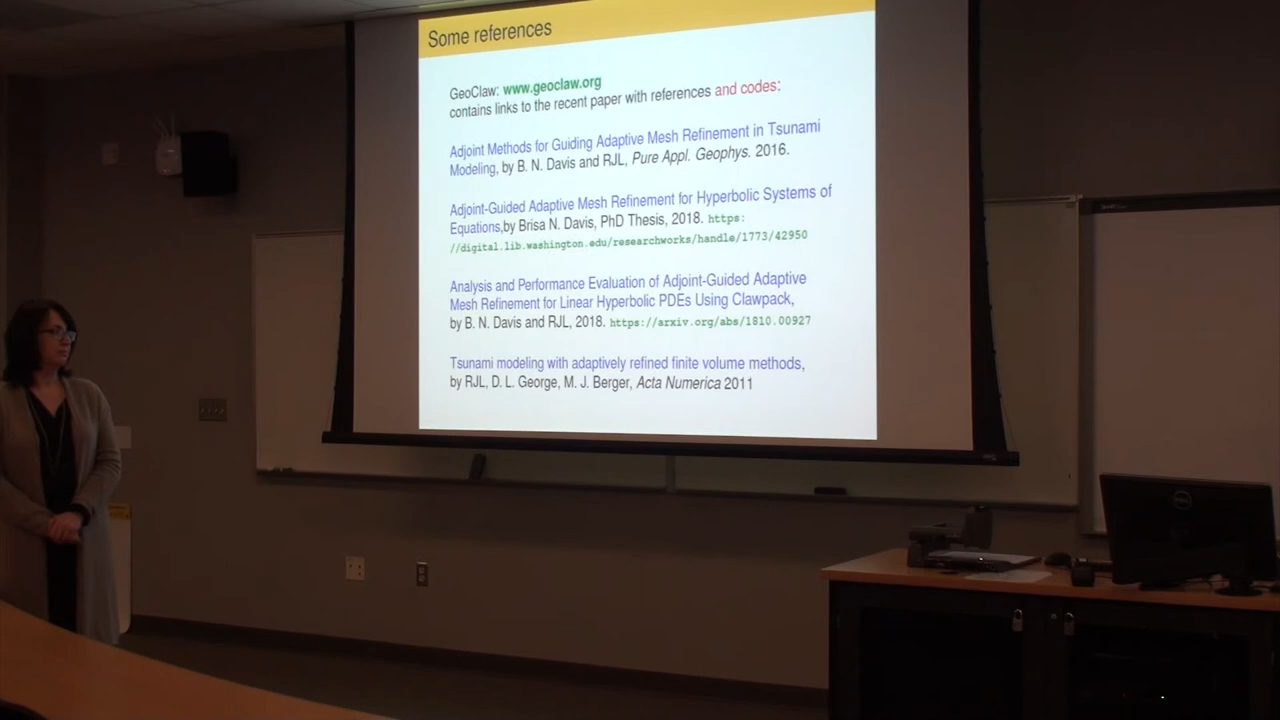 Some references
GeoClaw: www.geoclaw.org
contains links to the recent paper with references and codes:
Adjoint Methods for Guiding Adaptive Mesh Refinement in Tsunami
Modeling, by B. N. Davis and RJL, Pure Appl. Geophys. 2016.
Adjoint-Guided Adaptive Mesh Refinement for Hyperbolic Systems of
Equations,by Brisa N. Davis, PhD Thesis, 2018. https:
//digital.lib.washington.edu/researchworks/handle/1773/42950
Analysis and Performance Evaluation of Adjoint-Guided Adaptive
Mesh Refinement for Linear Hyperbolic PDEs Using Clawpack,
by B. N. Davis and RJL, 2018. https://arxiv.org/abs/1810.00927
Tsunami modeling with adaptively refined finite volume methods,
by RJL, D. L. George, M. J. Berger, Acta Numerica 2011
DELL